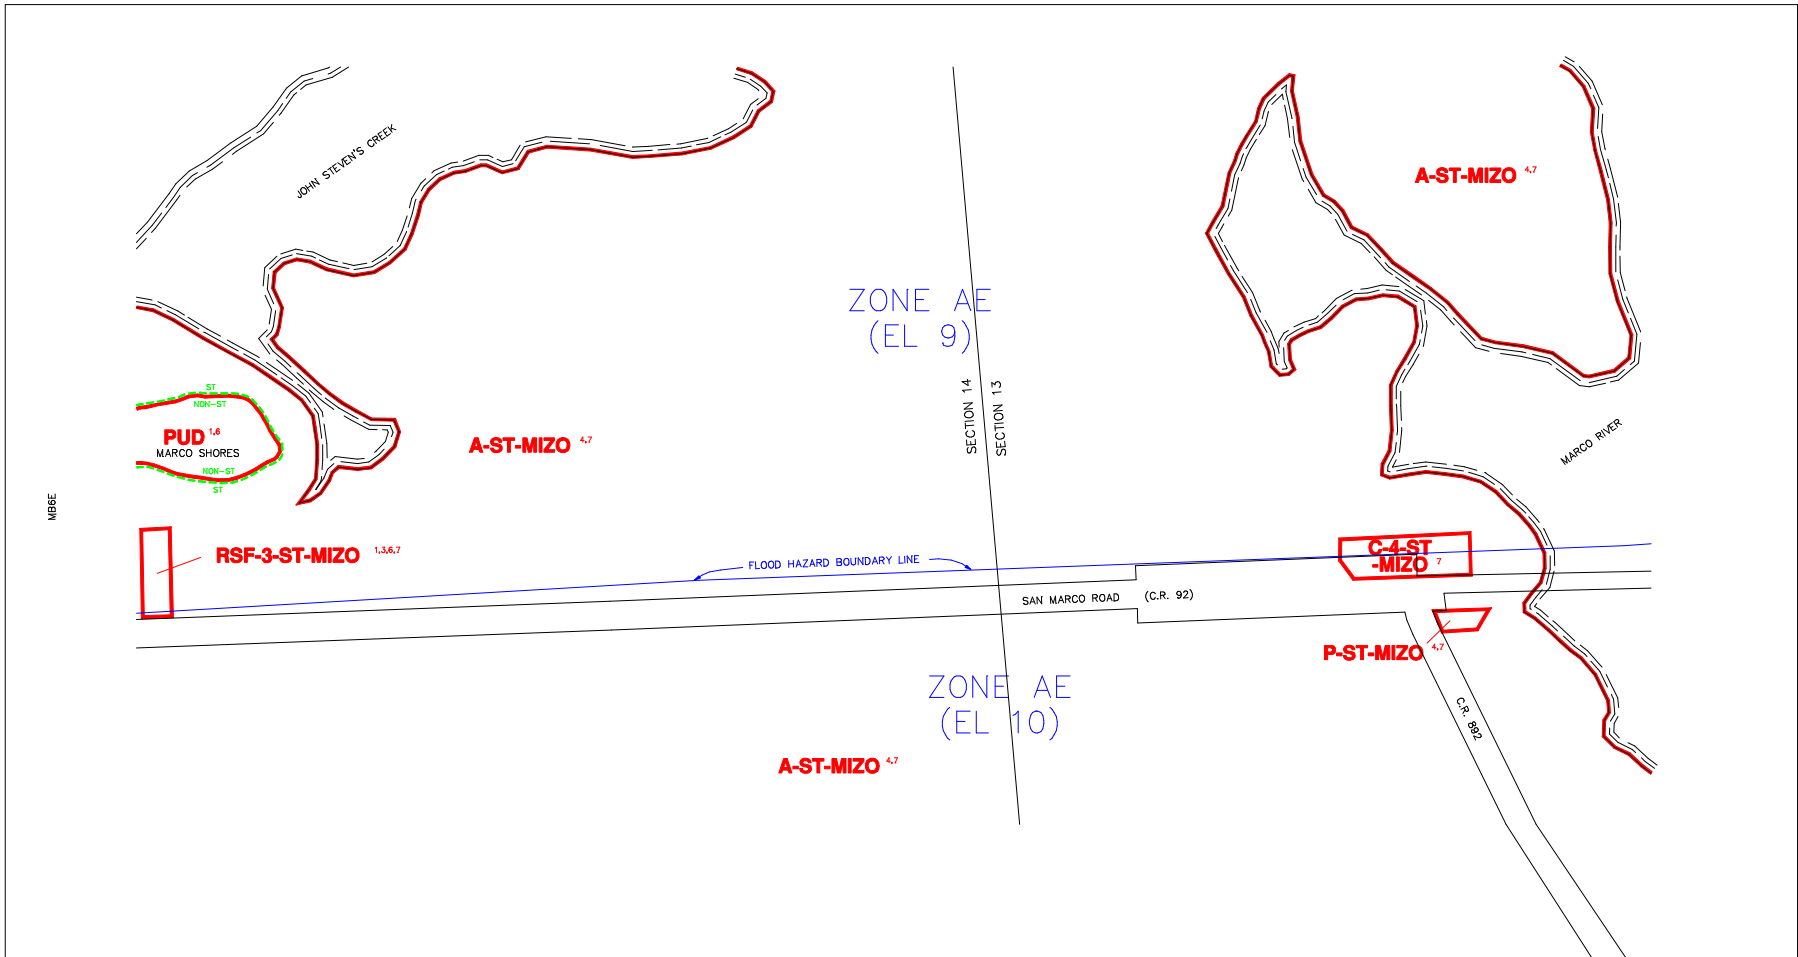 JOHN STEVEN'S CREEK
A-ST-MIZO 4,7
ZONE AE
(EL 9)
SECTION 14
SECTION 13
ST
NON-ST
PUD 1,6
MARCO SHORES
NON-ST
ST
A-ST-MIZO 4,7
MARCO RIVER
MB6E
RSF-3-ST-MIZO 1,3,6,7
FLOOD HAZARD BOUNDARY LINE
C-4-ST
-MIZO 7
SAN MARCO ROAD (C.R. 92)
P-ST-MIZO 4,7
ZONE AE
(EL 10)
C.R. 892
A-ST-MIZO 4,7